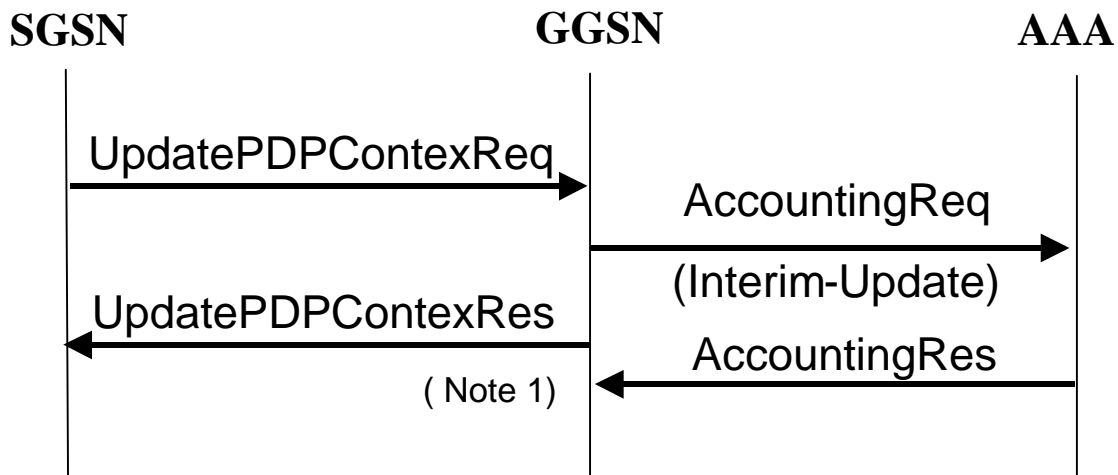 SGSN GGSN AAA
UpdatePDPContexReq
AccountingReq
(Interim-Update)
UpdatePDPContexRes
AccountingRes
( Note 1)